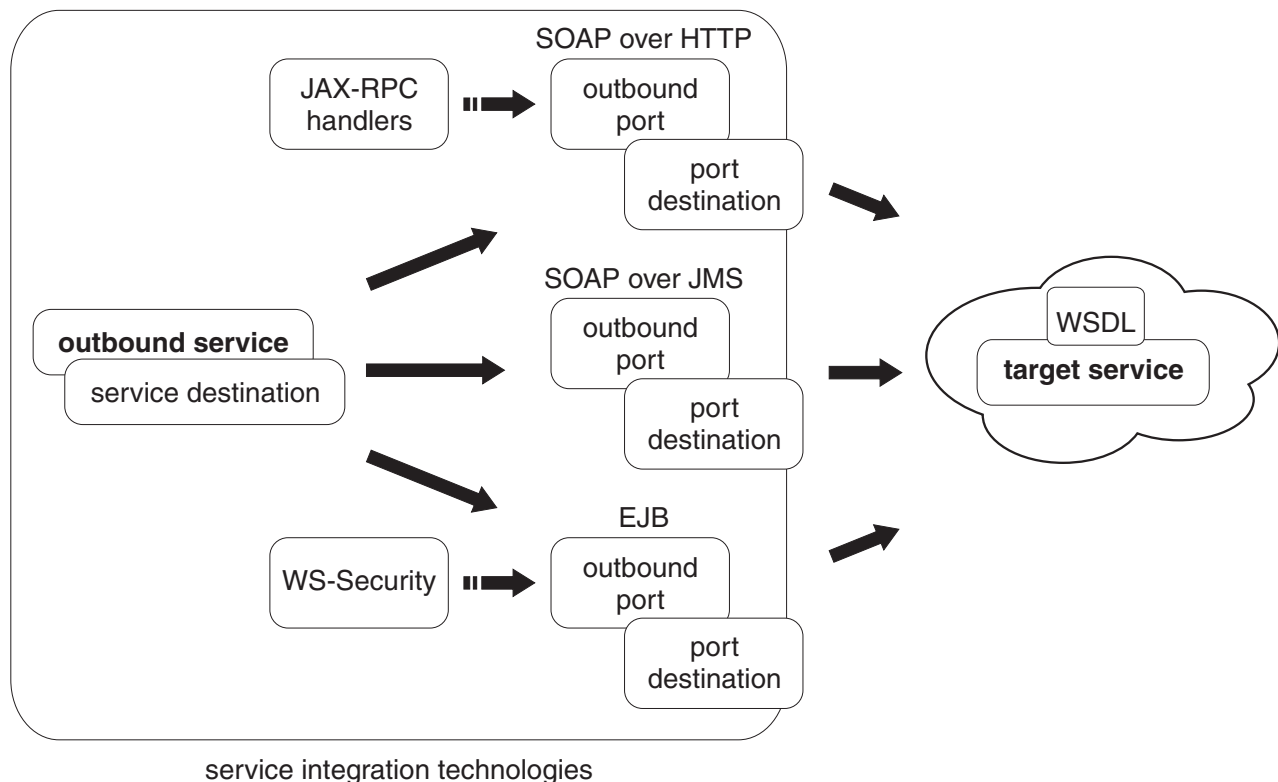 SOAP over HTTP
JAX-RPC
handlers
outbound
port
port
destination
SOAP over JMS
outbound service
service destination
outbound
port
port
destination
WSDL
target service
EJB
WS-Security
outbound
port
port
destination
service integration technologies